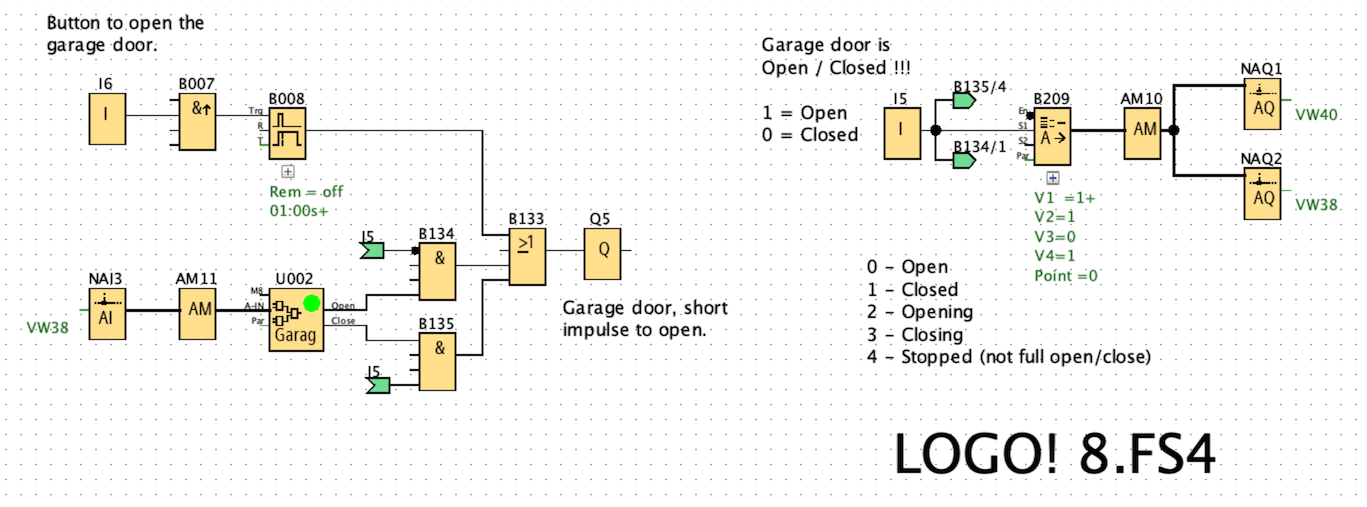 Button to open the
garage door.
I6
B007
B008
I
&↑
Trg
R
T
Rem = off
01:00s+
I5
B134
&
B133
≥1
Q5
Q
NAI3
AM11
U002
VW38
AI
AM
M8
A-IN
Par
Garag
Open
Close
B135
&
I5
Garage door, short
impulse to open.
Garage door is
Open / Closed !!!
1 = Open
0 = Closed
I5
I
B135/4
B134/1
B209
En
S1
S2
Par
A→
AM10
AM
NAQ1
AQ
VW40
NAQ2
AQ
VW38
V1 =1+
V2=1
V3=0
V4=1
Point =0
0 – Open
1 – Closed
2 – Opening
3 – Closing
4 – Stopped (not full open/close)
LOGO! 8.FS4